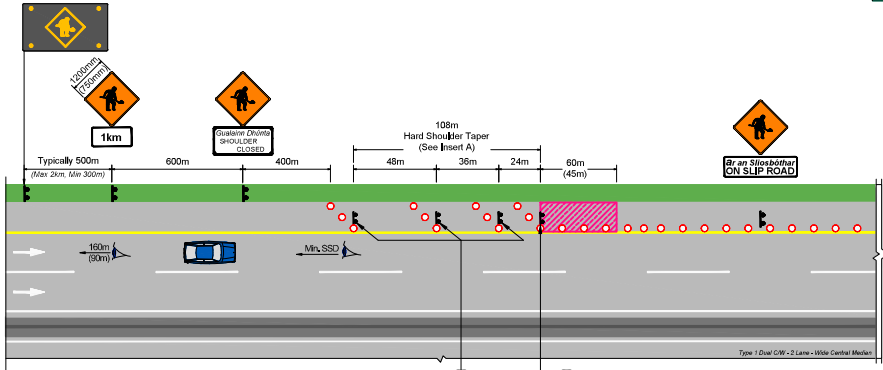 1200mm
(750mm)
1km
Gualainn Dhúnta
SHOULDER
CLOSED
108m
Hard Shoulder Taper
(See Insert A)
ar an Sliosbóthar
ON SLIP ROAD
Typically 500m
(Max 2km, Min 300m)
600m
400m
48m
36m
24m
60m
(45m)
160m
(90m)
Min. SSD
Type 1 Dual C/W - 2 Lane - Wide Central Median